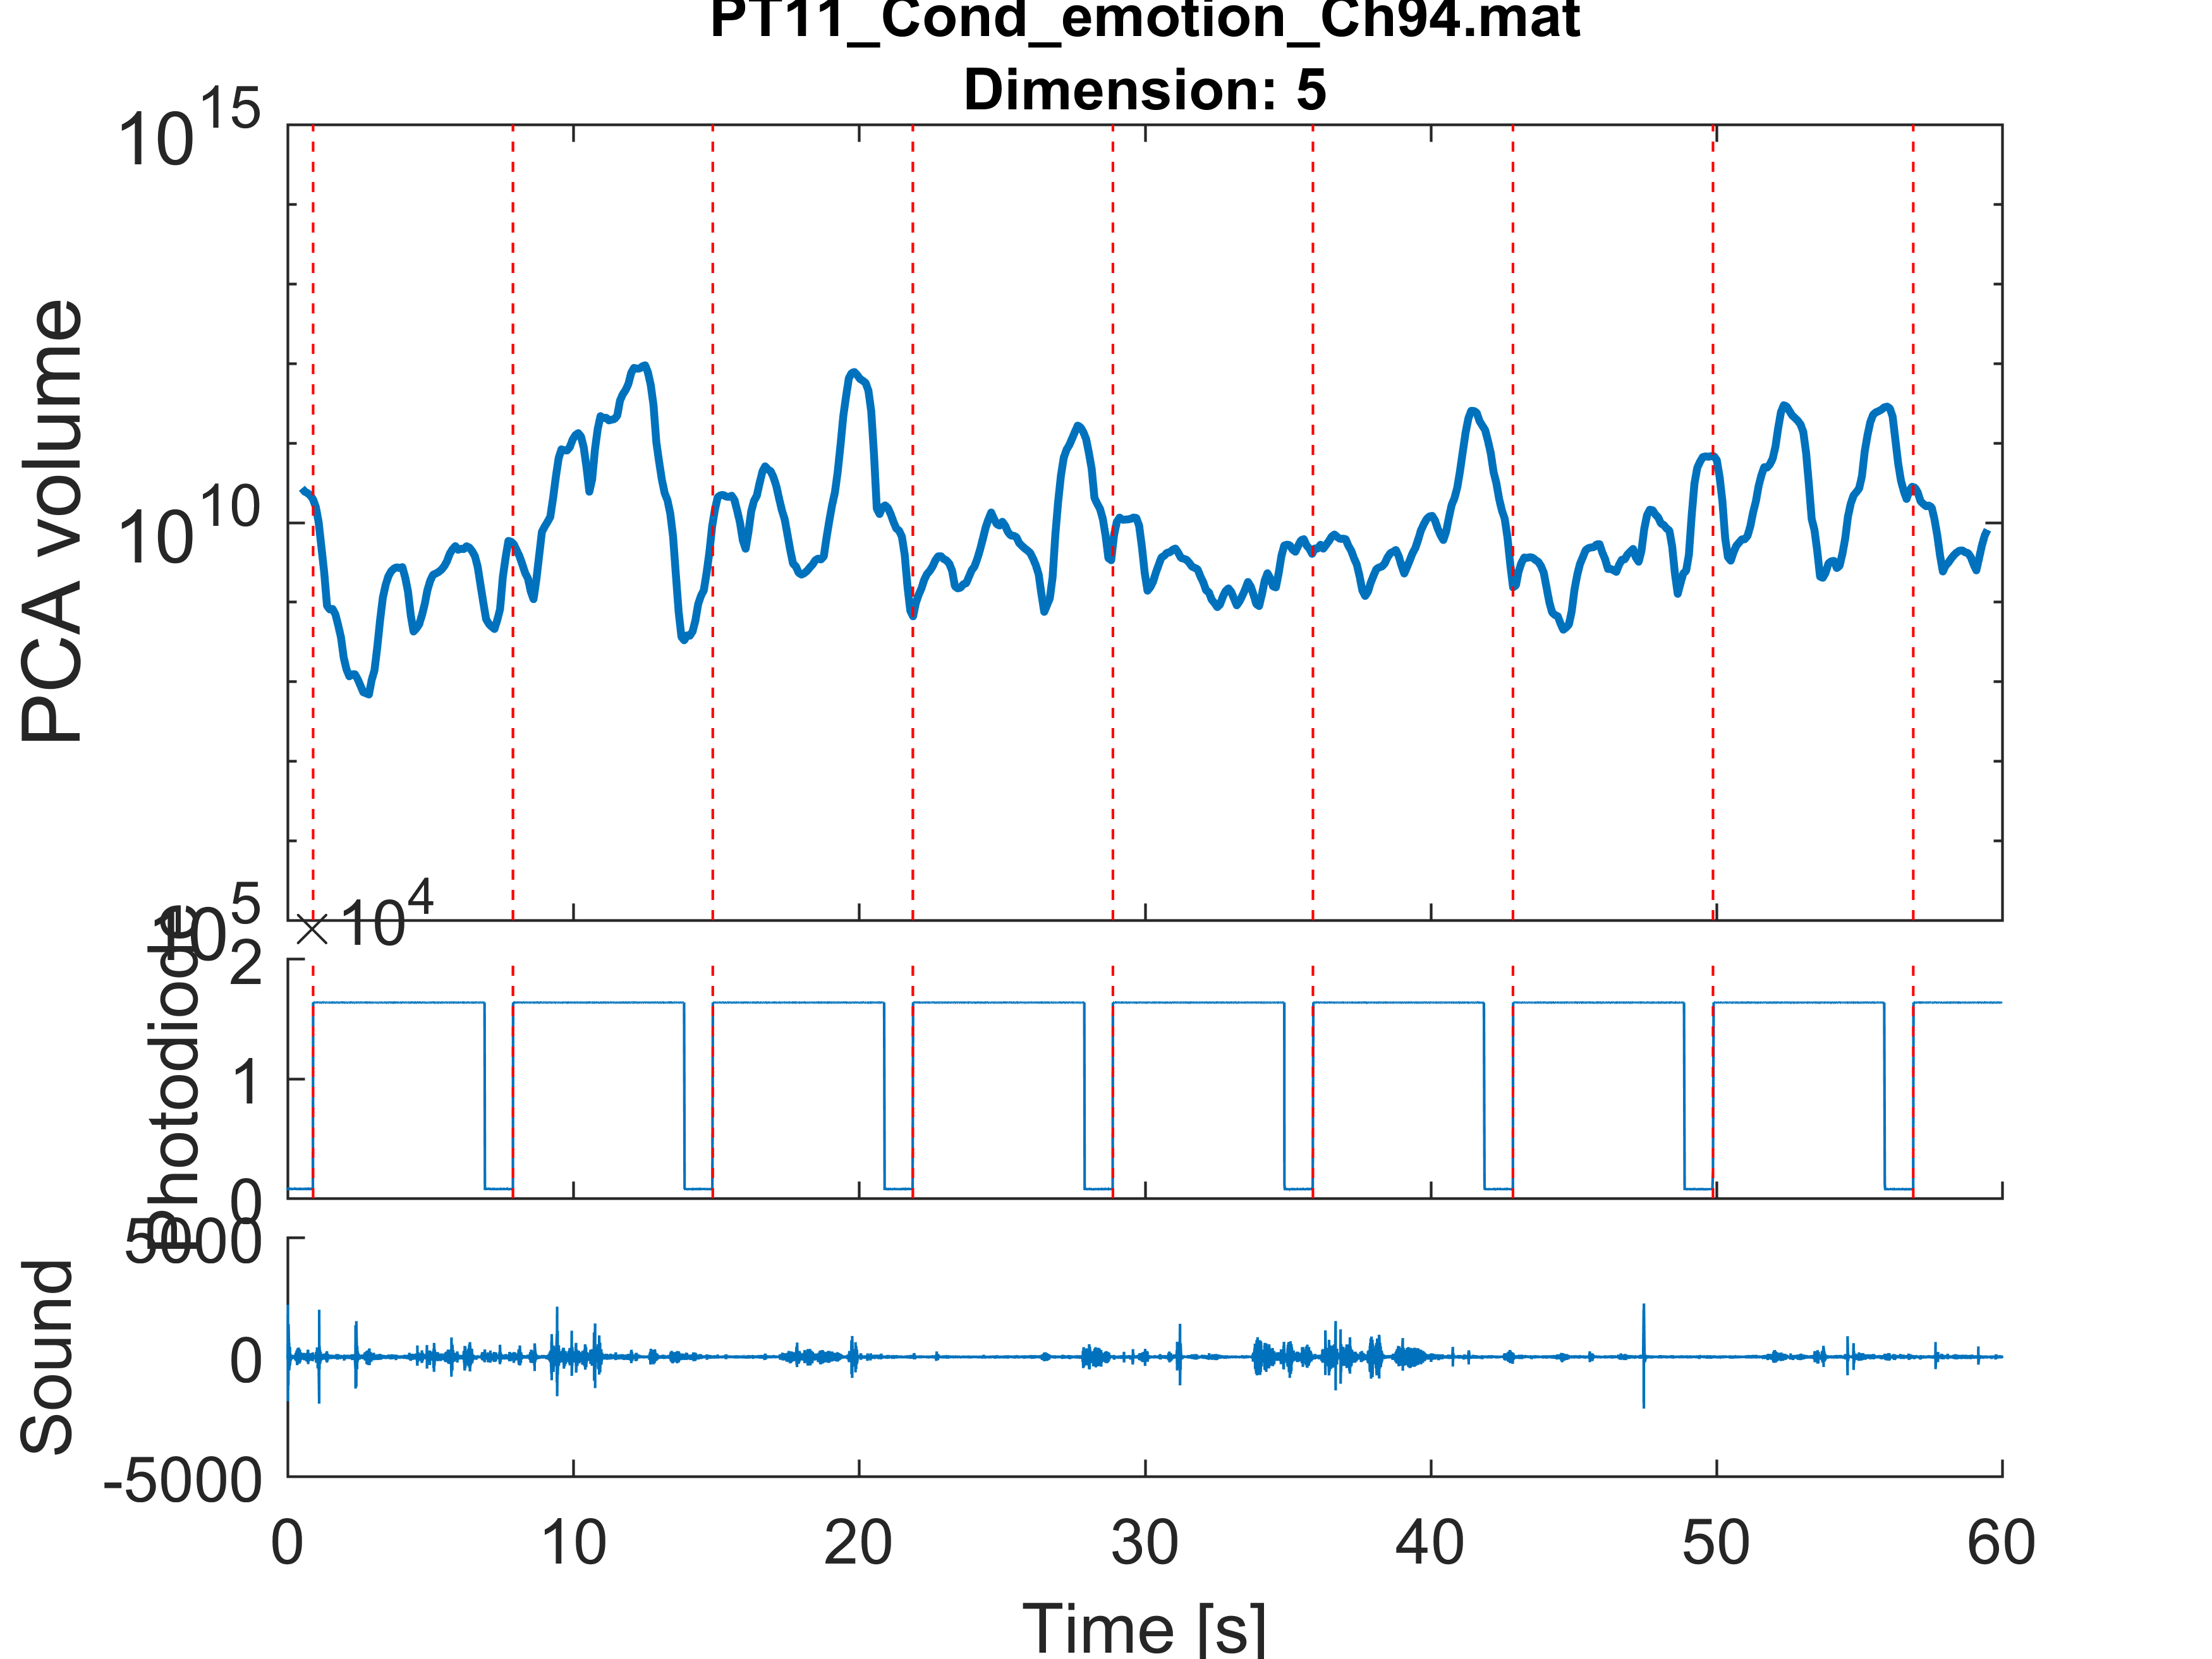 PT11_Cond_emotion_Ch94.mat
Dimension: 5
PCA volume
10^15
10^10
10^5
×10^4
Photodiode
2
1
0
Sound
5000
0
-5000
0 10 20 30 40 50 60
Time [s]